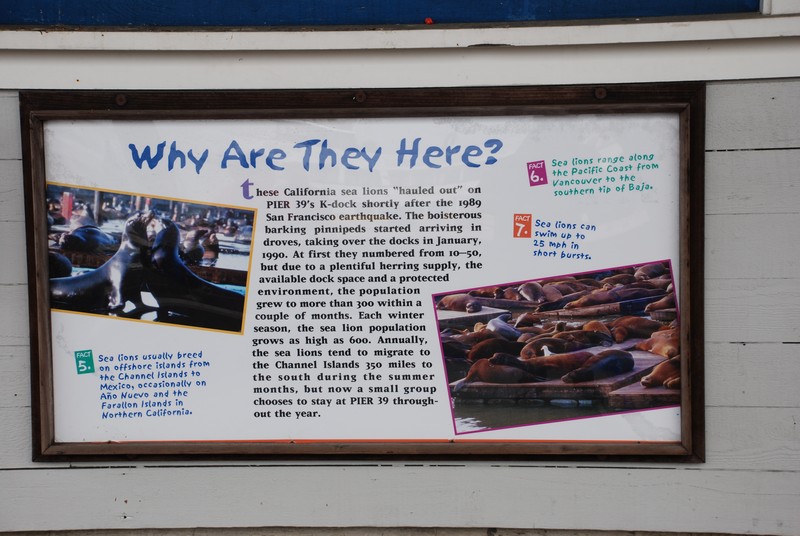 Why Are They Here?
these California sea lions "hauled out" on
PIER 39's K-dock shortly after the 1989
San Francisco earthquake. The boisterous
barking pinnipeds started arriving in
droves, taking over the docks in January,
1990. At first they numbered from 10–50,
but due to a plentiful herring supply, the
available dock space and a protected
environment, the population
grew to more than 300 within a
couple of months. Each winter
season, the sea lion population
grows as high as 600. Annually,
the sea lions tend to migrate to
the Channel Islands 350 miles to
the south during the summer
months, but now a small group
chooses to stay at PIER 39 through-
out the year.
FACT
5.
Sea lions usually breed
on offshore islands from
the Channel Islands to
Mexico, occasionally on
Año Nuevo and the
Farallon Islands in
Northern California.
FACT
6.
Sea lions range along
the Pacific Coast from
Vancouver to the
southern tip of Baja.
FACT
7.
Sea lions can
swim up to
25 mph in
short bursts.